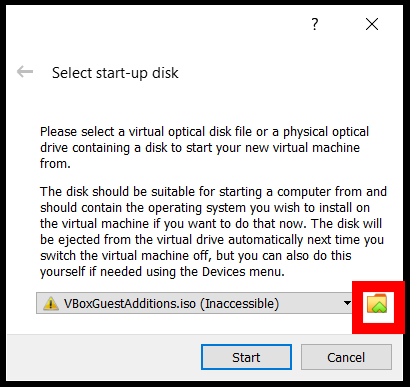 ?
Select start-up disk
Please select a virtual optical disk file or a physical optical
drive containing a disk to start your new virtual machine
from.
The disk should be suitable for starting a computer from and
should contain the operating system you wish to install on
the virtual machine if you want to do that now. The disk will
be ejected from the virtual drive automatically next time you
switch the virtual machine off, but you can also do this
yourself if needed using the Devices menu.
VBoxGuestAdditions.iso (Inaccessible)
Start Cancel